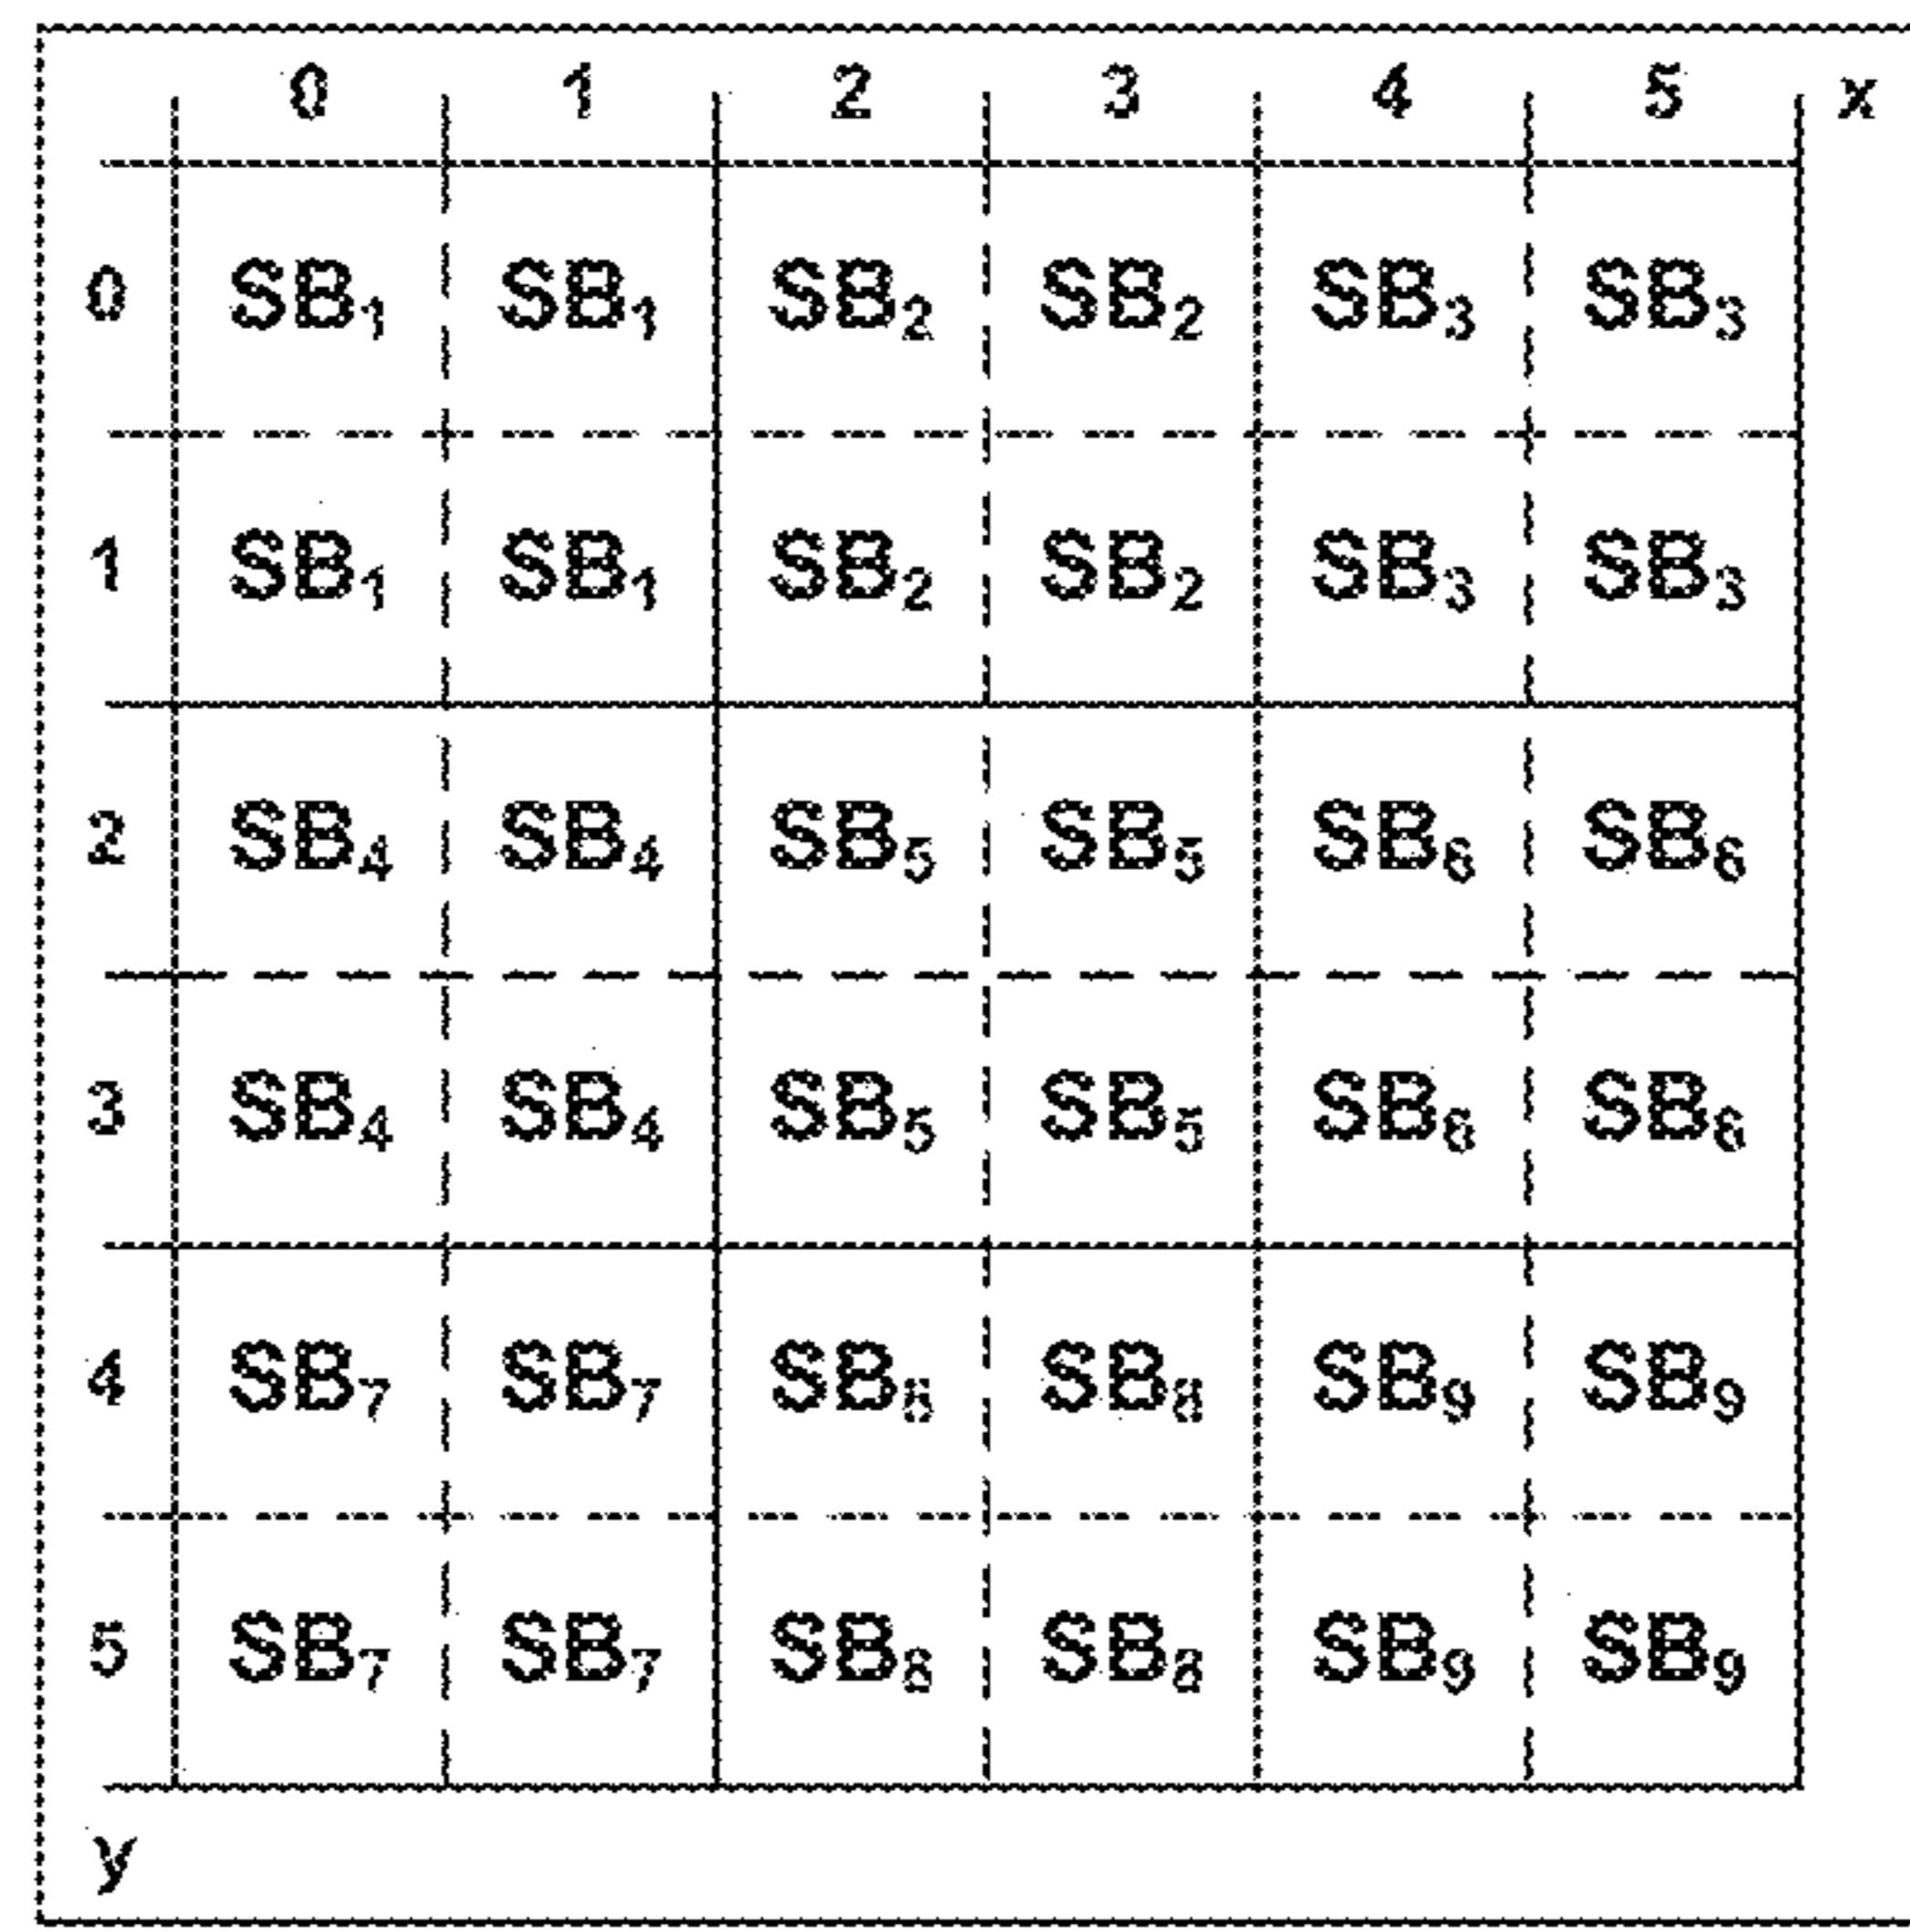 0 1 2 3 4 5 x
0 SB₁ SB₁ SB₂ SB₂ SB₃ SB₃
1 SB₁ SB₁ SB₂ SB₂ SB₃ SB₃
2 SB₄ SB₄ SB₅ SB₅ SB₆ SB₆
3 SB₄ SB₄ SB₅ SB₅ SB₆ SB₆
4 SB₇ SB₇ SB₈ SB₈ SB₉ SB₉
5 SB₇ SB₇ SB₈ SB₈ SB₉ SB₉
y